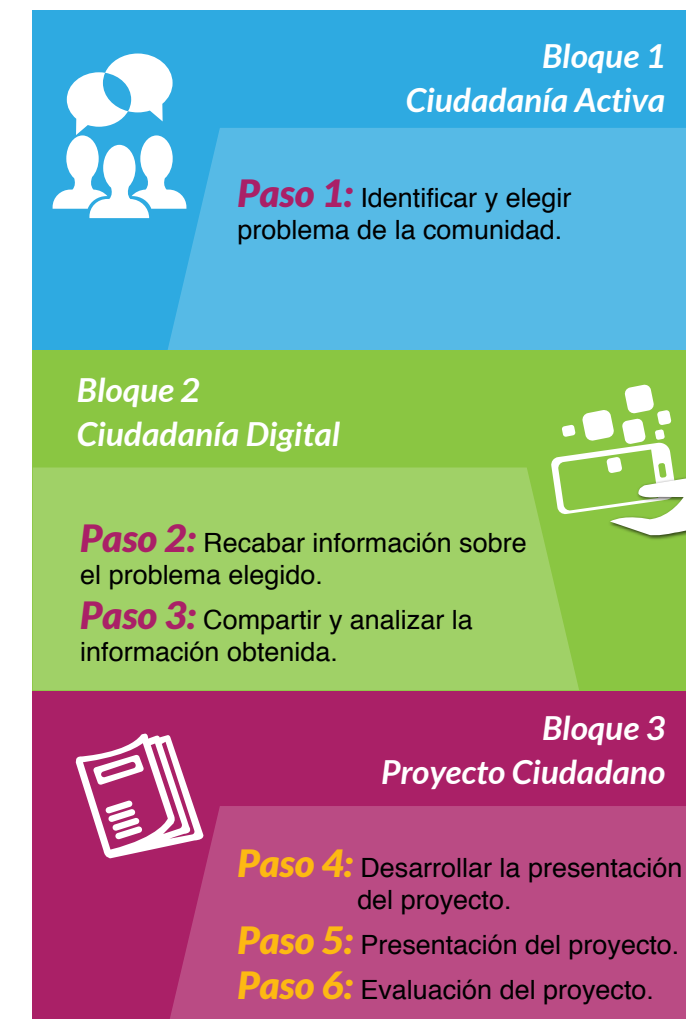 Bloque 1
Ciudadanía Activa
Paso 1: Identificar y elegir
problema de la comunidad.
Bloque 2
Ciudadanía Digital
Paso 2: Recabar información sobre
el problema elegido.
Paso 3: Compartir y analizar la
información obtenida.
Bloque 3
Proyecto Ciudadano
Paso 4: Desarrollar la presentación
del proyecto.
Paso 5: Presentación del proyecto.
Paso 6: Evaluación del proyecto.